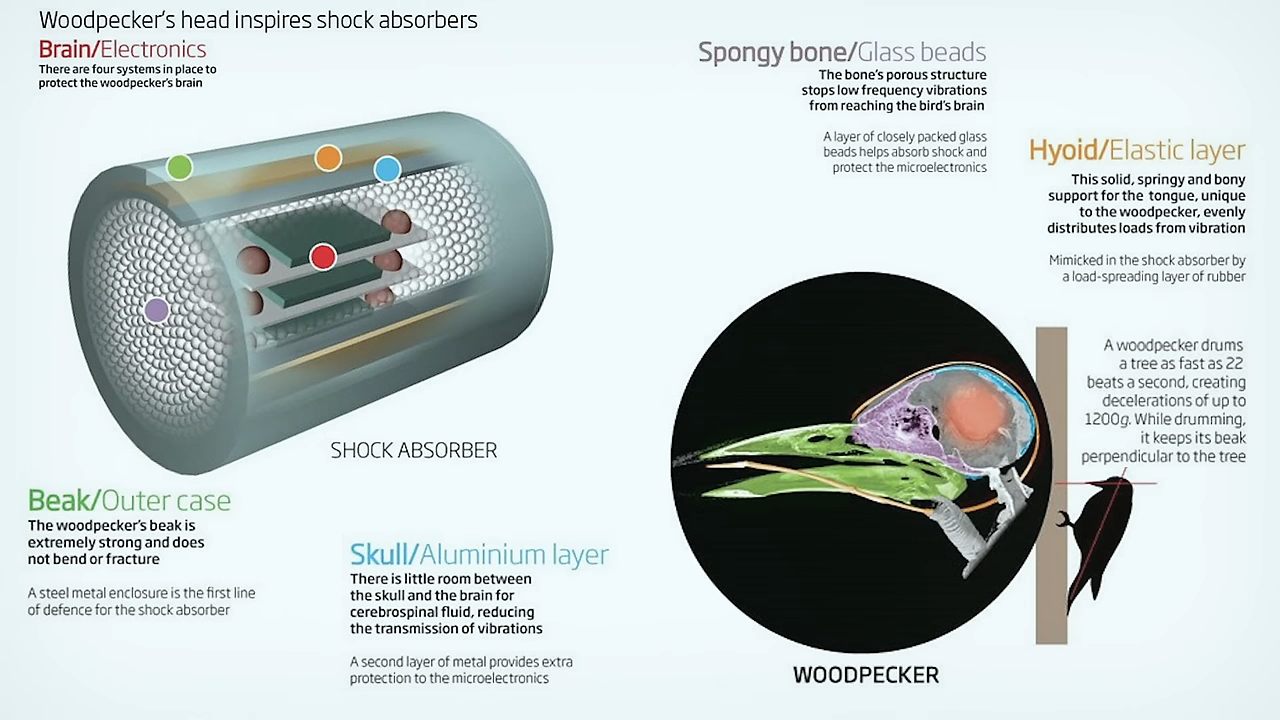 Woodpecker's head inspires shock absorbers
Brain/Electronics
There are four systems in place to
protect the woodpecker's brain
Spongy bone/Glass beads
The bone's porous structure
stops low frequency vibrations
from reaching the bird's brain
A layer of closely packed glass
beads helps absorb shock and
protect the microelectronics
Hyoid/Elastic layer
This solid, springy and bony
support for the tongue, unique
to the woodpecker, evenly
distributes loads from vibration
Mimicked in the shock absorber by
a load-spreading layer of rubber
A woodpecker drums
a tree as fast as 22
beats a second, creating
decelerations of up to
1200g. While drumming,
it keeps its beak
perpendicular to the tree
SHOCK ABSORBER
Beak/Outer case
The woodpecker's beak is
extremely strong and does
not bend or fracture
A steel metal enclosure is the first line
of defence for the shock absorber
Skull/Aluminium layer
There is little room between
the skull and the brain for
cerebrospinal fluid, reducing
the transmission of vibrations
A second layer of metal provides extra
protection to the microelectronics
WOODPECKER